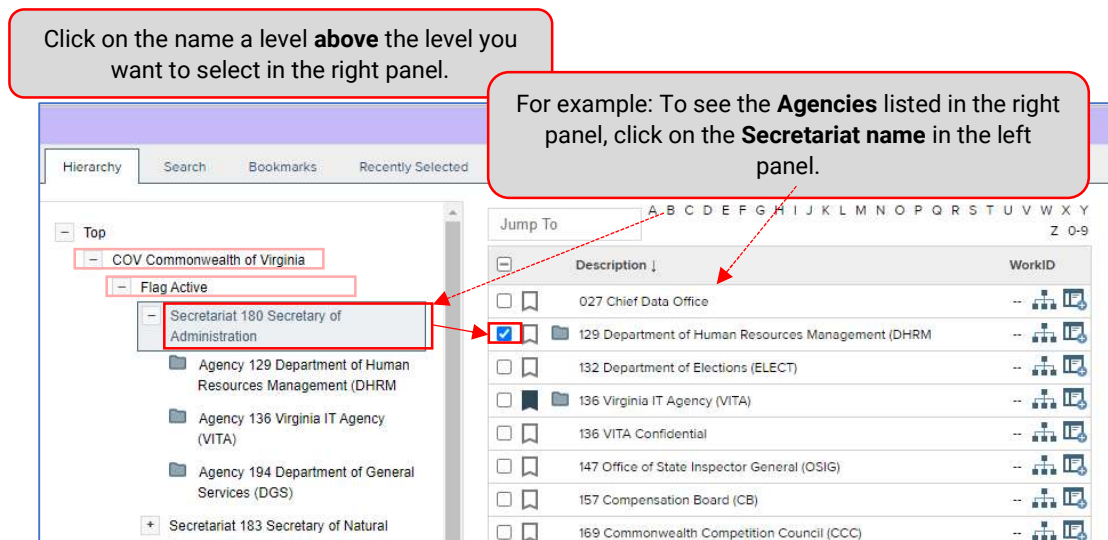 Click on the name a level above the level you
want to select in the right panel.
For example: To see the Agencies listed in the right
panel, click on the Secretariat name in the left
panel.
Hierarchy Search Bookmarks Recently Selected
− Top
− COV Commonwealth of Virginia
− Flag Active
− Secretariat 180 Secretary of
Administration
Agency 129 Department of Human
Resources Management (DHRM
Agency 136 Virginia IT Agency
(VITA)
Agency 194 Department of General
Services (DGS)
+ Secretariat 183 Secretary of Natural
Jump To
A B C D E F G H I J K L M N O P Q R S T U V W X Y
Z 0-9
Description ↓ WorkID
027 Chief Data Office --
129 Department of Human Resources Management (DHRM --
132 Department of Elections (ELECT) --
136 Virginia IT Agency (VITA) --
136 VITA Confidential --
147 Office of State Inspector General (OSIG) --
157 Compensation Board (CB) --
169 Commonwealth Competition Council (CCC) --